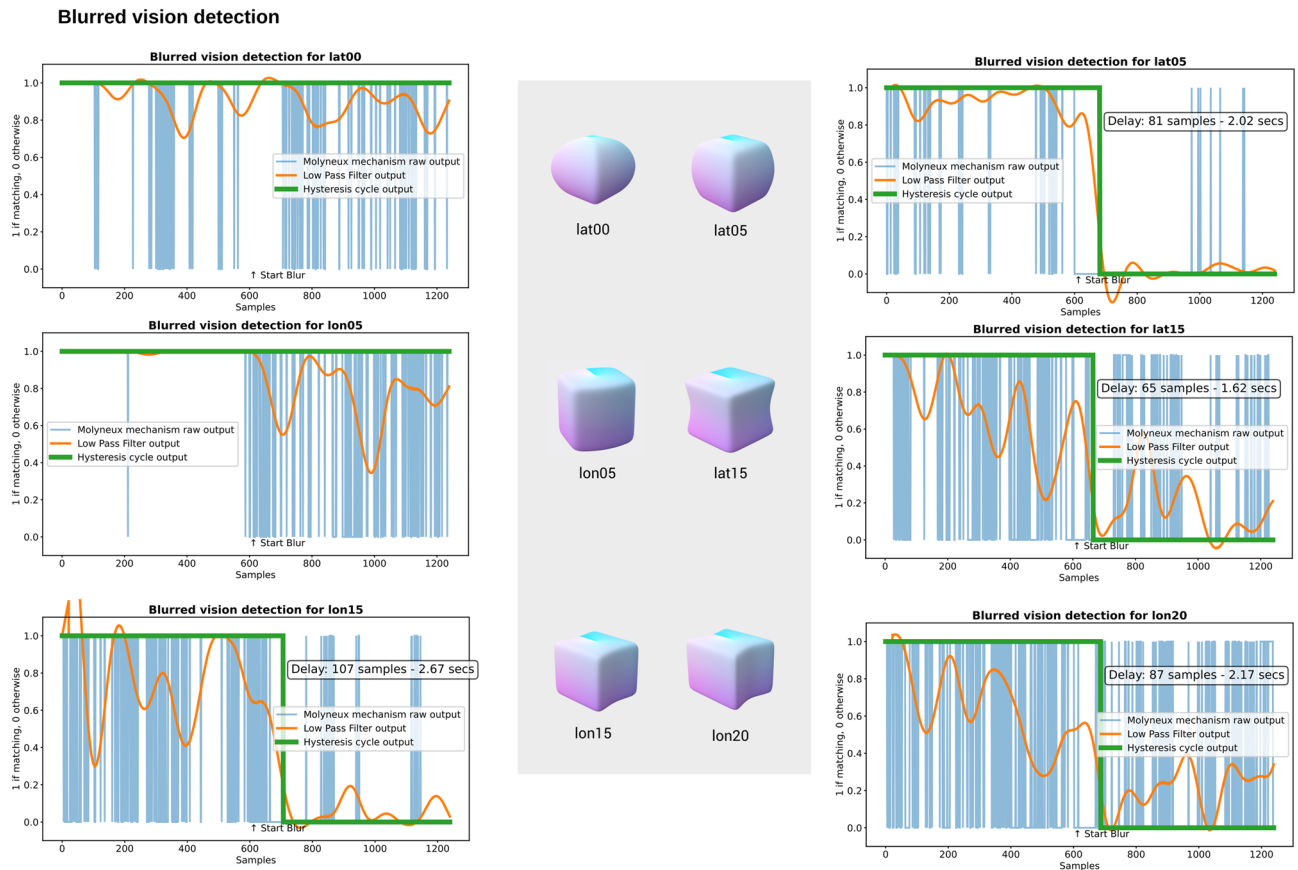 Blurred vision detection
Blurred vision detection for lat00
1 if matching, 0 otherwise
1.0
0.8
0.6
0.4
0.2
0.0
Molyneux mechanism raw output
Low Pass Filter output
Hysteresis cycle output
↑ Start Blur
0 200 400 600 800 1000 1200
Samples
Blurred vision detection for lon05
1 if matching, 0 otherwise
1.0
0.8
0.6
0.4
0.2
0.0
Molyneux mechanism raw output
Low Pass Filter output
Hysteresis cycle output
↑ Start Blur
0 200 400 600 800 1000 1200
Samples
Blurred vision detection for lon15
1 if matching, 0 otherwise
1.0
0.8
0.6
0.4
0.2
0.0
Delay: 107 samples - 2.67 secs
Molyneux mechanism raw output
Low Pass Filter output
Hysteresis cycle output
↑ Start Blur
0 200 400 600 800 1000 1200
Samples
lat00 lat05
lon05 lat15
lon15 lon20
Blurred vision detection for lat05
1 if matching, 0 otherwise
1.0
0.8
0.6
0.4
0.2
0.0
Delay: 81 samples - 2.02 secs
Molyneux mechanism raw output
Low Pass Filter output
Hysteresis cycle output
↑ Start Blur
0 200 400 600 800 1000 1200
Samples
Blurred vision detection for lat15
1 if matching, 0 otherwise
1.0
0.8
0.6
0.4
0.2
0.0
Delay: 65 samples - 1.62 secs
Molyneux mechanism raw output
Low Pass Filter output
Hysteresis cycle output
↑ Start Blur
0 200 400 600 800 1000 1200
Samples
Blurred vision detection for lon20
1 if matching, 0 otherwise
1.0
0.8
0.6
0.4
0.2
0.0
Delay: 87 samples - 2.17 secs
Molyneux mechanism raw output
Low Pass Filter output
Hysteresis cycle output
↑ Start Blur
0 200 400 600 800 1000 1200
Samples